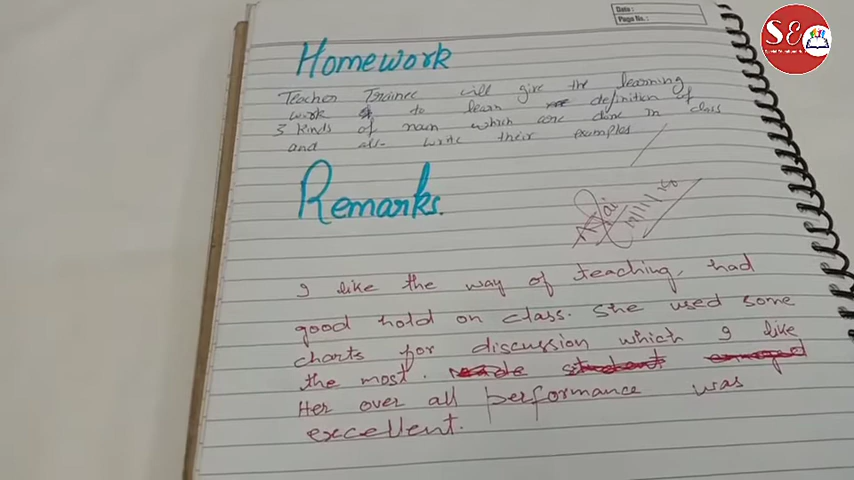 Date :
Page No. :
SEO
Homework
Teacher Trainee will give the learning
work to learn definition of
3 kinds of noun which are done in class
and all- write their examples
Remarks.
I like the way of teaching, had
good hold on class. She used some
charts for discussion which I like
the most.
Her over all performance was
excellent.